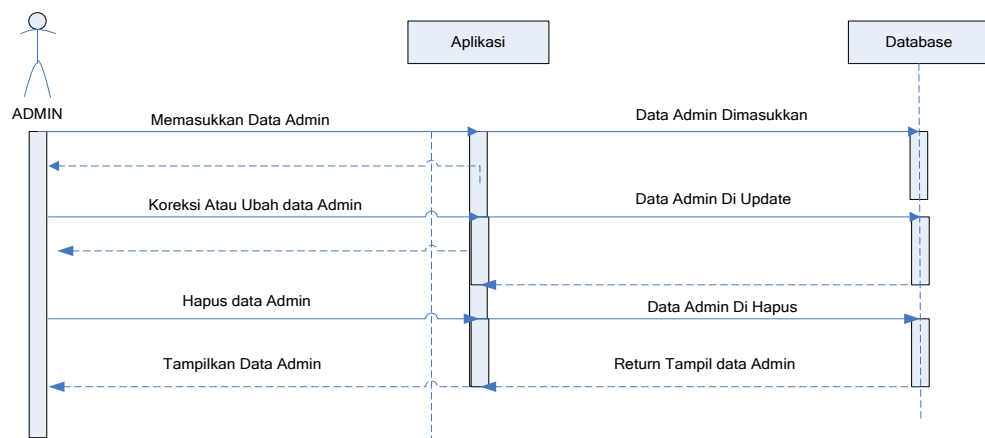 Aplikasi
Database
ADMIN
Memasukkan Data Admin
Data Admin Dimasukkan
Koreksi Atau Ubah data Admin
Data Admin Di Update
Hapus data Admin
Data Admin Di Hapus
Tampilkan Data Admin
Return Tampil data Admin